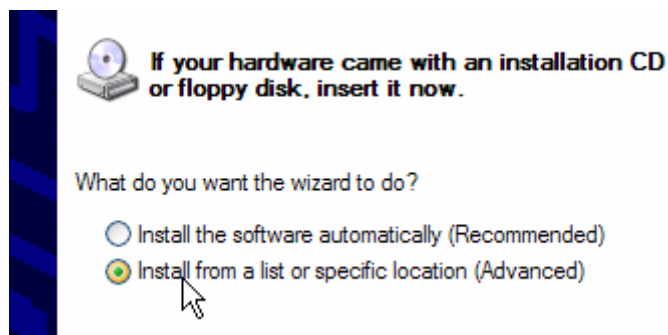 If your hardware came with an installation CD
or floppy disk, insert it now.
What do you want the wizard to do?
Install the software automatically (Recommended)
Install from a list or specific location (Advanced)